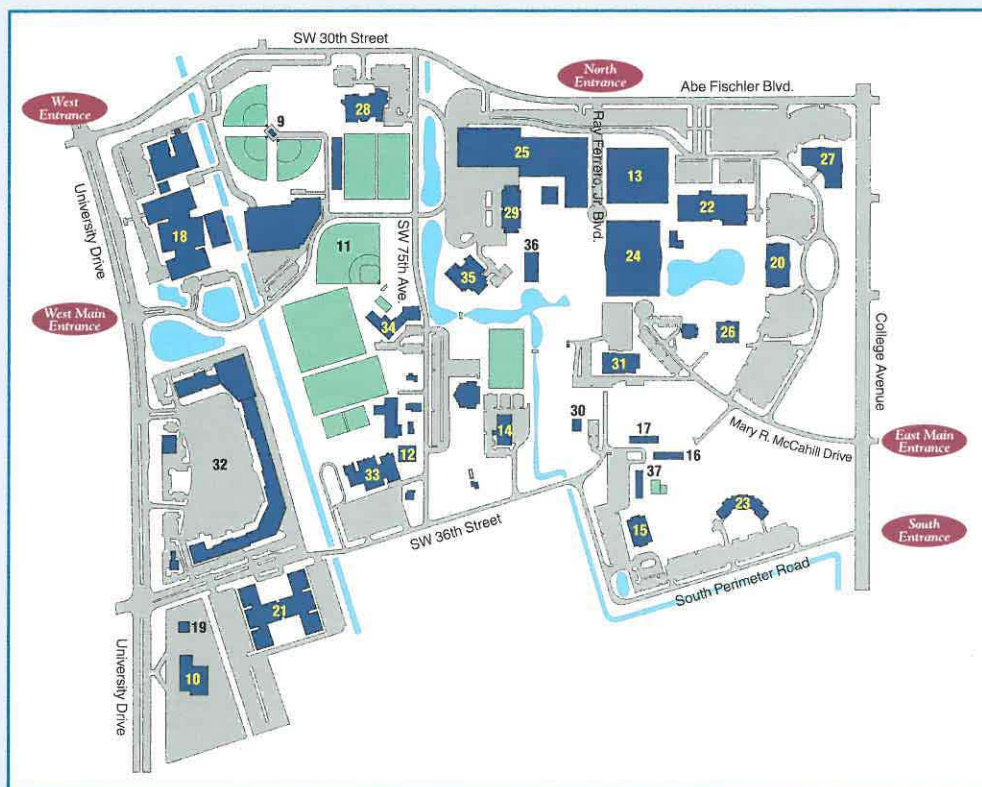 SW 30th Street
North
Entrance
Abe Fischler Blvd.
West
Entrance
28
9
25
Ray Ferrero, Jr. Blvd.
13
27
University Drive
18
29
22
11
SW 75th Ave.
36
24
20
35
West Main
Entrance
34
26
College Avenue
31
32
14
30
17
Mary R. McCahill Drive
East Main
Entrance
12
16
33
37
23
15
South
Entrance
SW 36th Street
South Perimeter Road
21
19
University Drive
10